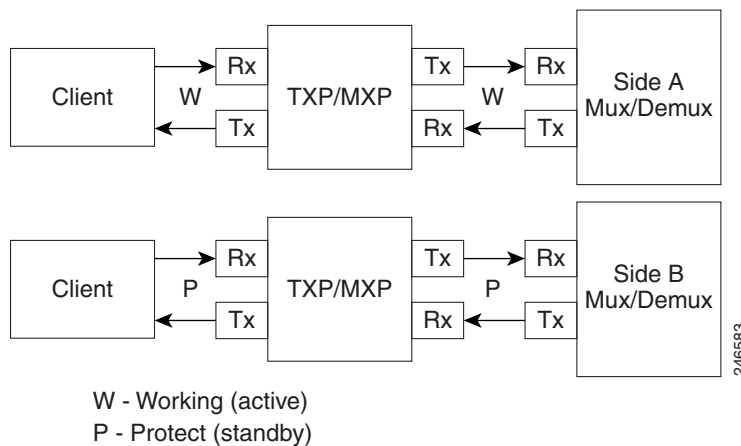 Client
W
Rx
Tx
TXP/MXP
Tx
Rx
W
Rx
Tx
Side A
Mux/Demux
Client
P
Rx
Tx
TXP/MXP
Tx
Rx
P
Rx
Tx
Side B
Mux/Demux
246583
W - Working (active)
P - Protect (standby)